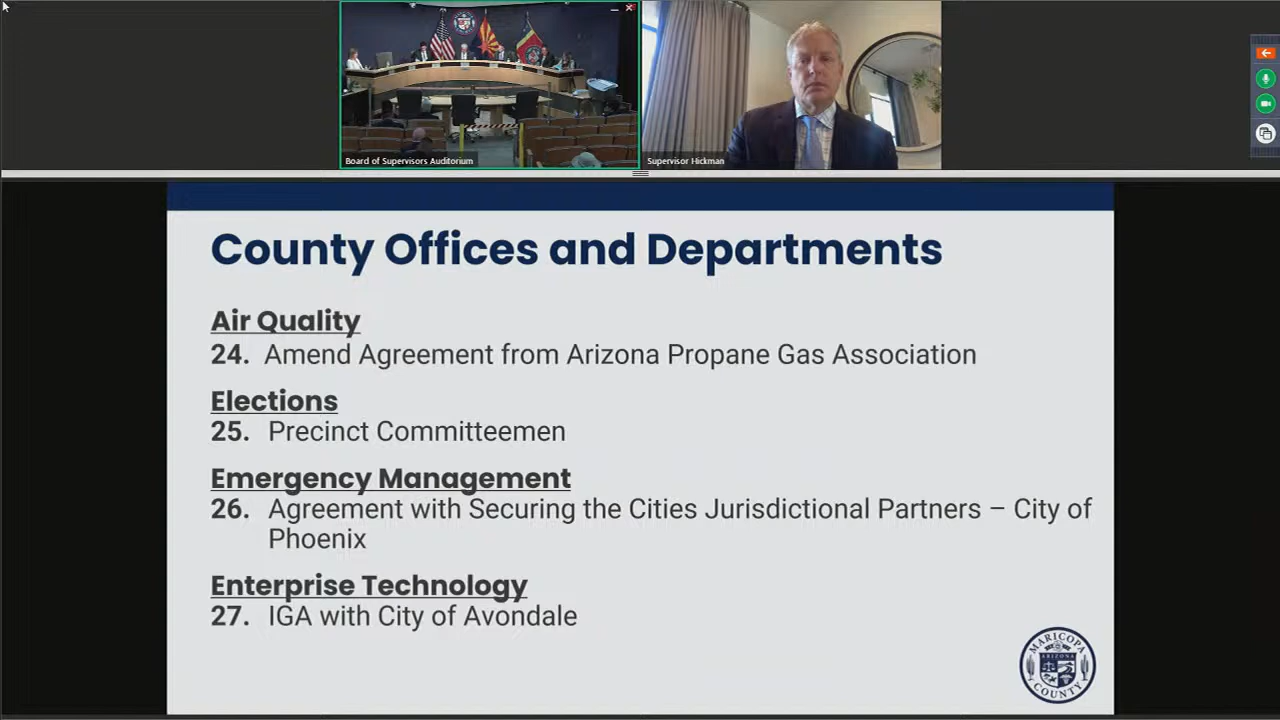 Board of Supervisors Auditorium
Supervisor Hickman
County Offices and Departments
Air Quality
24. Amend Agreement from Arizona Propane Gas Association
Elections
25. Precinct Committeemen
Emergency Management
26. Agreement with Securing the Cities Jurisdictional Partners – City of
Phoenix
Enterprise Technology
27. IGA with City of Avondale
MARICOPA
ARIZONA
COUNTY